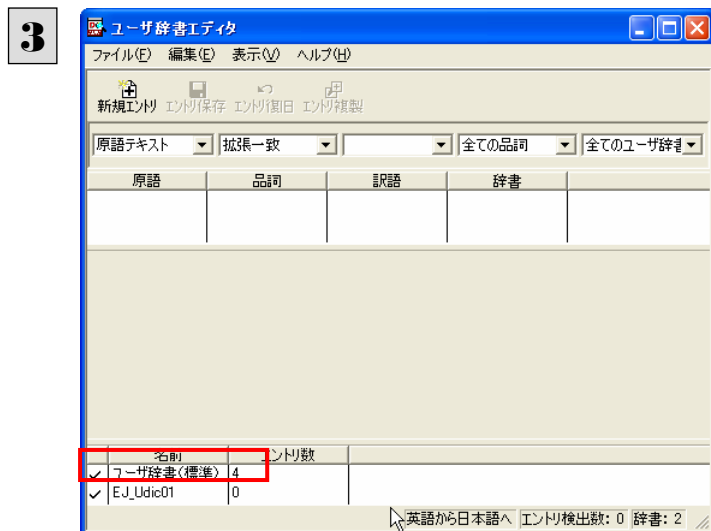 3
ユーザ辞書エディタ
ファイル(F) 編集(E) 表示(V) ヘルプ(H)
新規エントリ エントリ保存 エントリ復旧 エントリ複製
原語テキスト 拡張一致 全ての品詞 全てのユーザ辞書
原語 品詞 訳語 辞書
名前 エントリ数
ユーザ辞書(標準) 4
EJ_Udic01 0
英語から日本語へ エントリ検出数: 0 辞書: 2